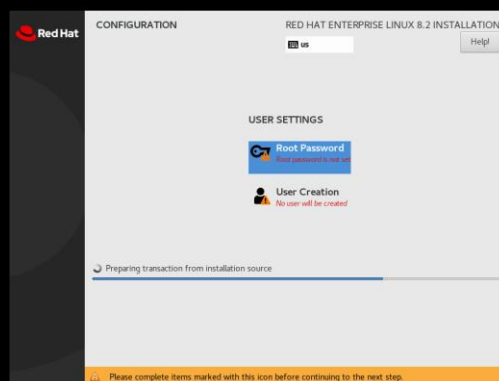 Red Hat
CONFIGURATION
RED HAT ENTERPRISE LINUX 8.2 INSTALLATION
us
Help!
USER SETTINGS
Root Password
Root password is not set
User Creation
No user will be created
Preparing transaction from installation source
Please complete items marked with this icon before continuing to the next step.